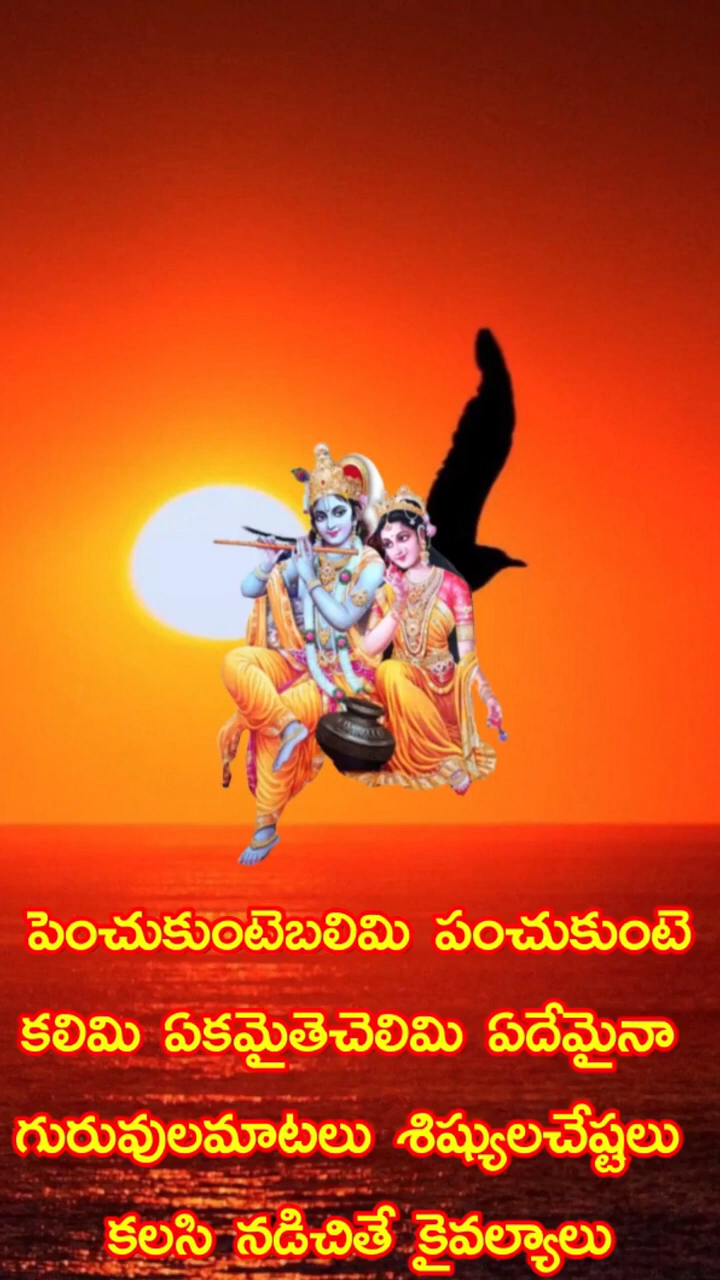 పెంచుకుంటెబలిమి పంచుకుంటె
కలిమి ఏకమైతెచెలిమి ఏదేమైనా
గురువులమాటలు శిష్యులచేష్టలు
కలసి నడిచితే కైవల్యాలు